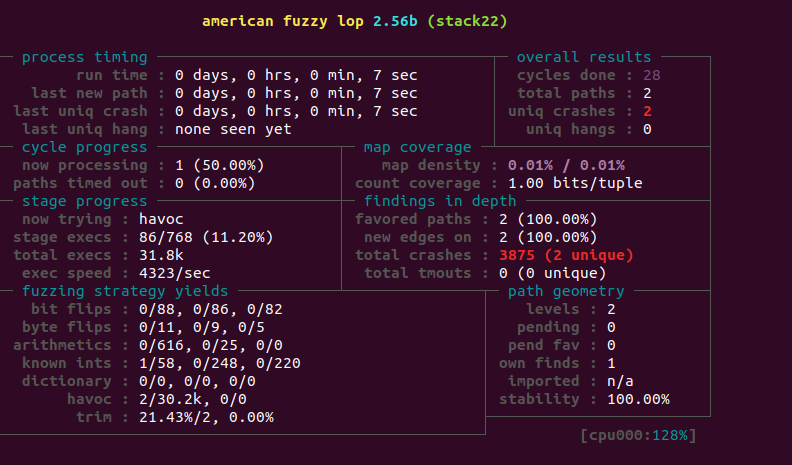 american fuzzy lop 2.56b (stack22)
process timing overall results
run time : 0 days, 0 hrs, 0 min, 7 sec cycles done : 28
last new path : 0 days, 0 hrs, 0 min, 7 sec total paths : 2
last uniq crash : 0 days, 0 hrs, 0 min, 7 sec uniq crashes : 2
last uniq hang : none seen yet uniq hangs : 0
cycle progress map coverage
now processing : 1 (50.00%) map density : 0.01% / 0.01%
paths timed out : 0 (0.00%) count coverage : 1.00 bits/tuple
stage progress findings in depth
now trying : havoc favored paths : 2 (100.00%)
stage execs : 86/768 (11.20%) new edges on : 2 (100.00%)
total execs : 31.8k total crashes : 3875 (2 unique)
exec speed : 4323/sec total tmouts : 0 (0 unique)
fuzzing strategy yields path geometry
bit flips : 0/88, 0/86, 0/82 levels : 2
byte flips : 0/11, 0/9, 0/5 pending : 0
arithmetics : 0/616, 0/25, 0/0 pend fav : 0
known ints : 1/58, 0/248, 0/220 own finds : 1
dictionary : 0/0, 0/0, 0/0 imported : n/a
havoc : 2/30.2k, 0/0 stability : 100.00%
trim : 21.43%/2, 0.00%
[cpu000:128%]